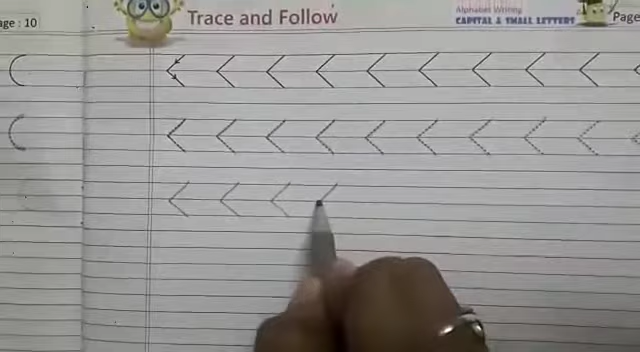 age : 10
Trace and Follow
Alphabet Writing
CAPITAL & SMALL LETTERS
Page